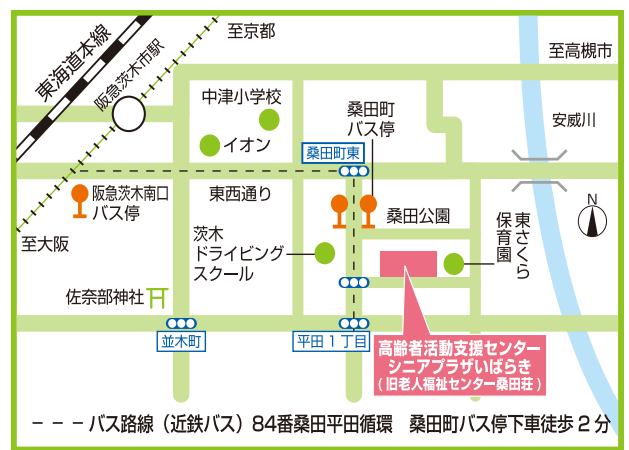 至京都
東海道本線
阪急茨木市駅
至高槻市
中津小学校
桑田町
バス停
安威川
イオン
桑田町東
阪急茨木南口
バス停
東西通り
桑田公園
東さくら
保育園
N
至大阪
茨木
ドライビング
スクール
佐奈部神社
並木町
平田1丁目
高齢者活動支援センター
シニアプラザいばらき
(旧老人福祉センター桑田荘)
---バス路線(近鉄バス)84番桑田平田循環 桑田町バス停下車徒歩2分